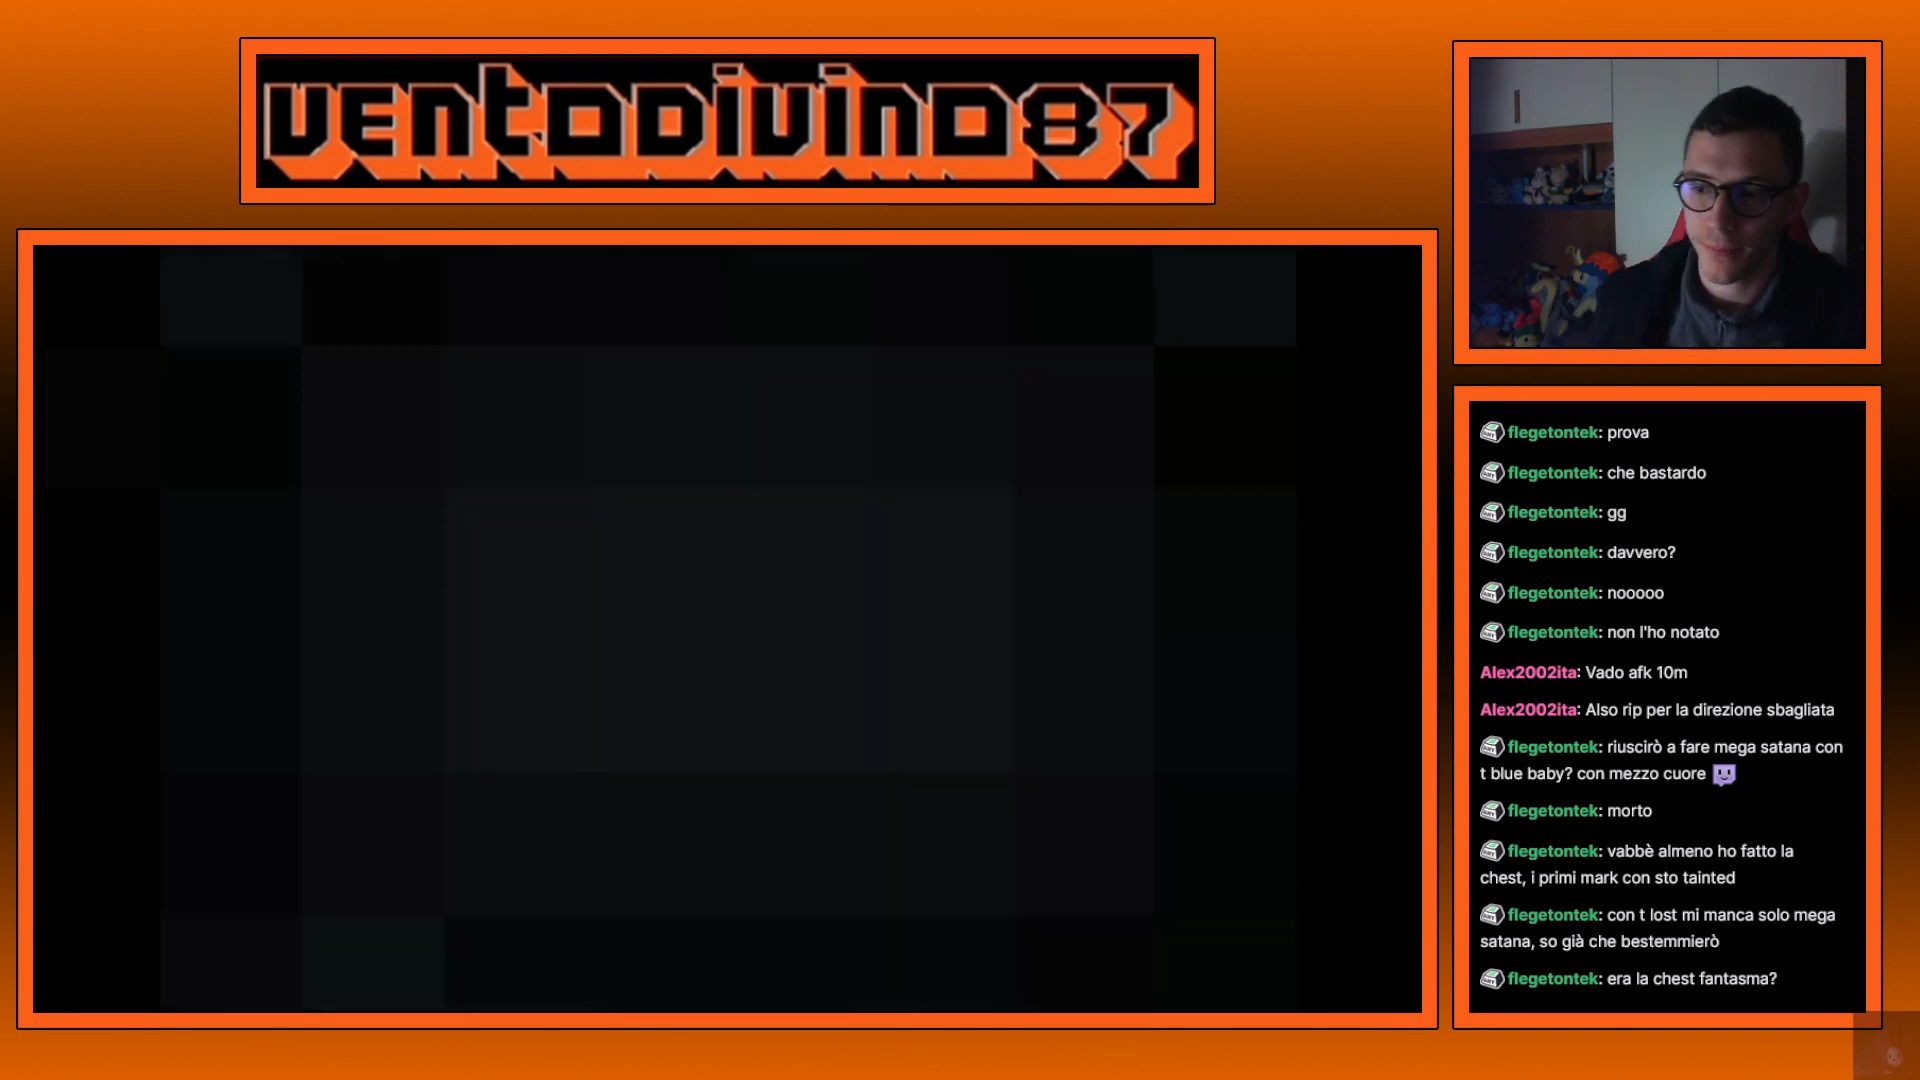 ventodivino87
flegetontek: prova
flegetontek: che bastardo
flegetontek: gg
flegetontek: davvero?
flegetontek: nooooo
flegetontek: non l'ho notato
Alex2002ita: Vado afk 10m
Alex2002ita: Also rip per la direzione sbagliata
flegetontek: riuscirò a fare mega satana con
t blue baby? con mezzo cuore
flegetontek: morto
flegetontek: vabbè almeno ho fatto la
chest, i primi mark con sto tainted
flegetontek: con t lost mi manca solo mega
satana, so già che bestemmierò
flegetontek: era la chest fantasma?